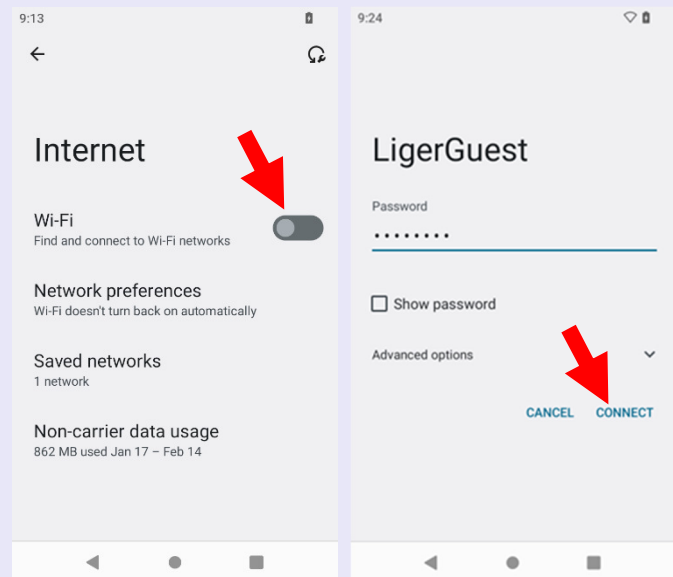 9:13
Internet
Wi-Fi
Find and connect to Wi-Fi networks
Network preferences
Wi-Fi doesn't turn back on automatically
Saved networks
1 network
Non-carrier data usage
862 MB used Jan 17 – Feb 14
9:24
LigerGuest
Password
••••••••
Show password
Advanced options
CANCEL CONNECT